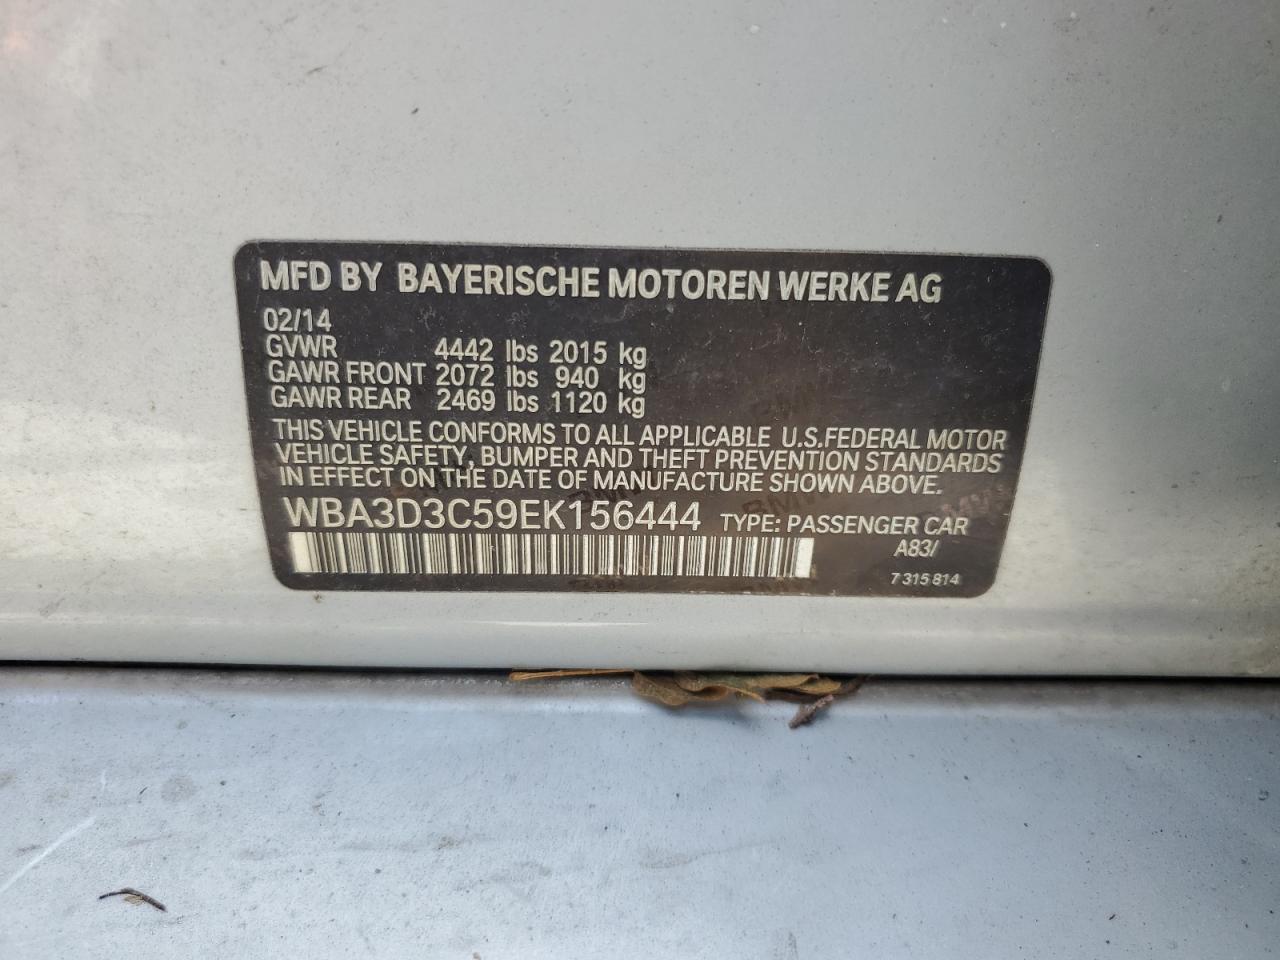 MFD BY BAYERISCHE MOTOREN WERKE AG
02/14
GVWR 4442 lbs 2015 kg
GAWR FRONT 2072 lbs 940 kg
GAWR REAR 2469 lbs 1120 kg
THIS VEHICLE CONFORMS TO ALL APPLICABLE U.S.FEDERAL MOTOR
VEHICLE SAFETY, BUMPER AND THEFT PREVENTION STANDARDS
IN EFFECT ON THE DATE OF MANUFACTURE SHOWN ABOVE.
WBA3D3C59EK156444 TYPE: PASSENGER CAR
A83/
7 315 814